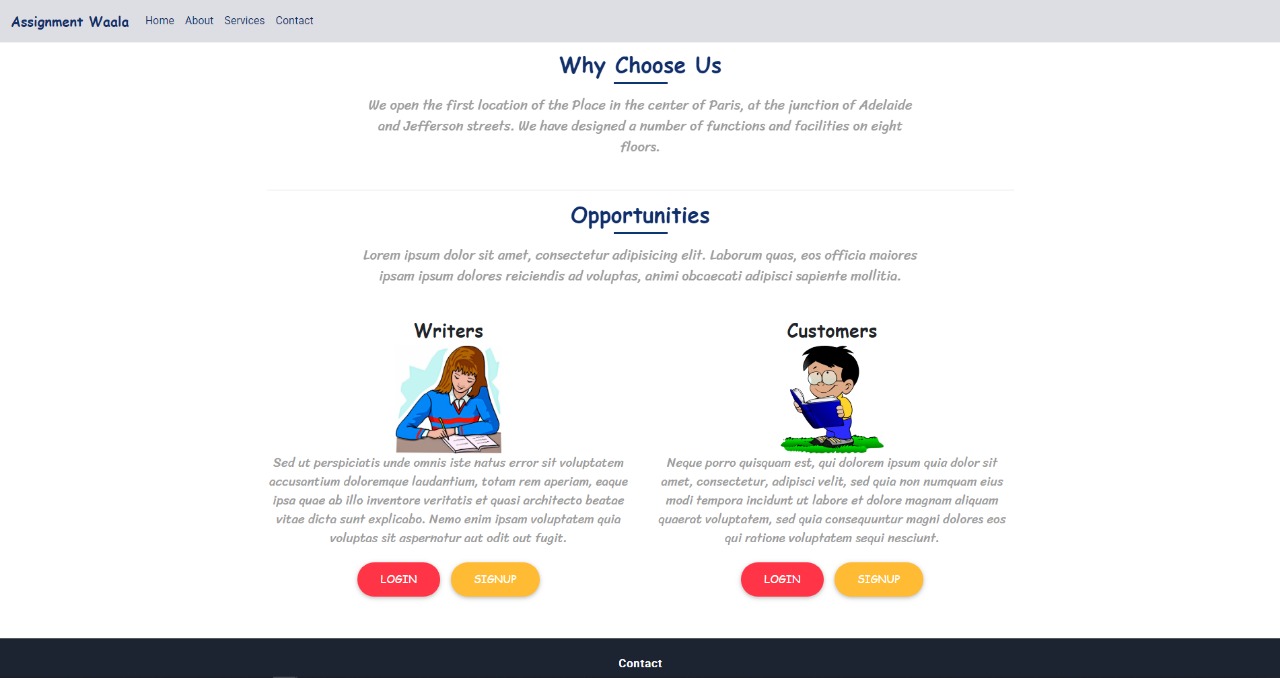 Assignment Waala Home About Services Contact
Why Choose Us
We open the first location of the Place in the center of Paris, at the junction of Adelaide
and Jefferson streets. We have designed a number of functions and facilities on eight
floors.
Opportunities
Lorem ipsum dolor sit amet, consectetur adipisicing elit. Laborum quas, eos officia maiores
ipsam ipsum dolores reiciendis ad voluptas, animi obcaecati adipisci sapiente mollitia.
Writers
Sed ut perspiciatis unde omnis iste natus error sit voluptatem
accusantium doloremque laudantium, totam rem aperiam, eaque
ipsa quae ab illo inventore veritatis et quasi architecto beatae
vitae dicta sunt explicabo. Nemo enim ipsam voluptatem quia
voluptas sit aspernatur aut odit aut fugit.
LOGIN SIGNUP
Customers
Neque porro quisquam est, qui dolorem ipsum quia dolor sit
amet, consectetur, adipisci velit, sed quia non numquam eius
modi tempora incidunt ut labore et dolore magnam aliquam
quaerat voluptatem, sed quia consequuntur magni dolores eos
qui ratione voluptatem sequi nesciunt.
LOGIN SIGNUP
Contact